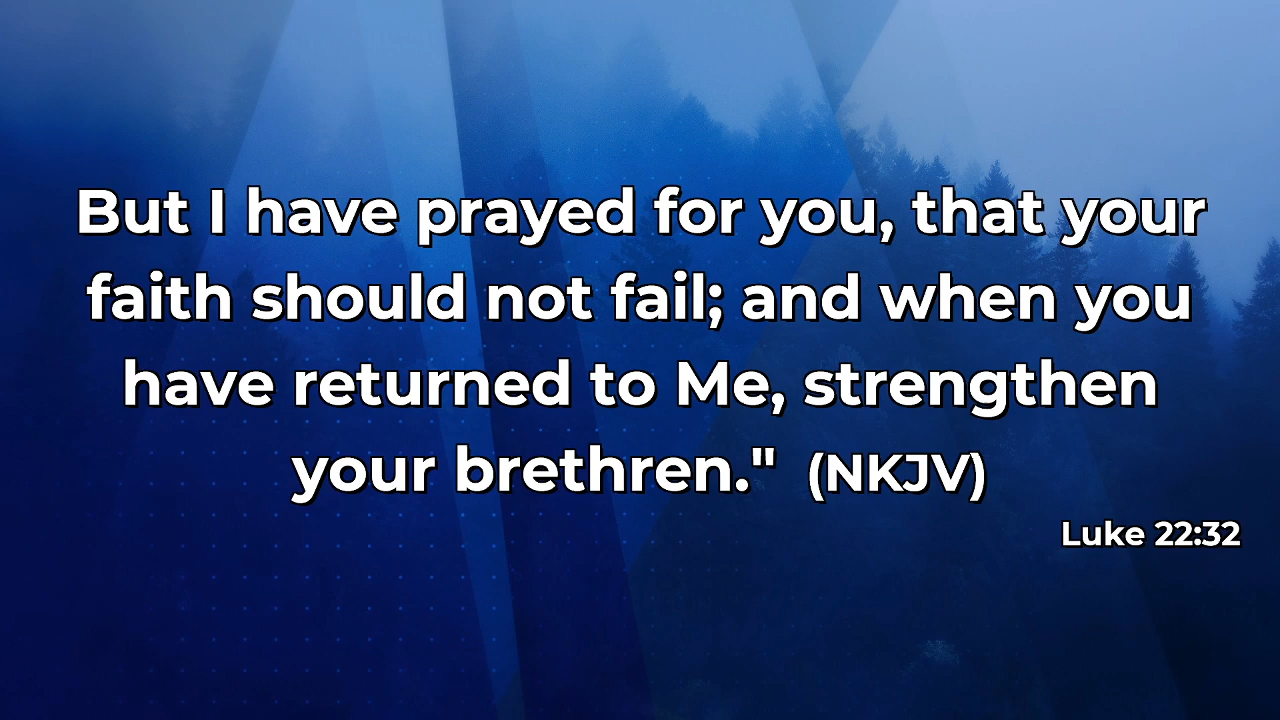 But I have prayed for you, that your
faith should not fail; and when you
have returned to Me, strengthen
your brethren." (NKJV)
Luke 22:32